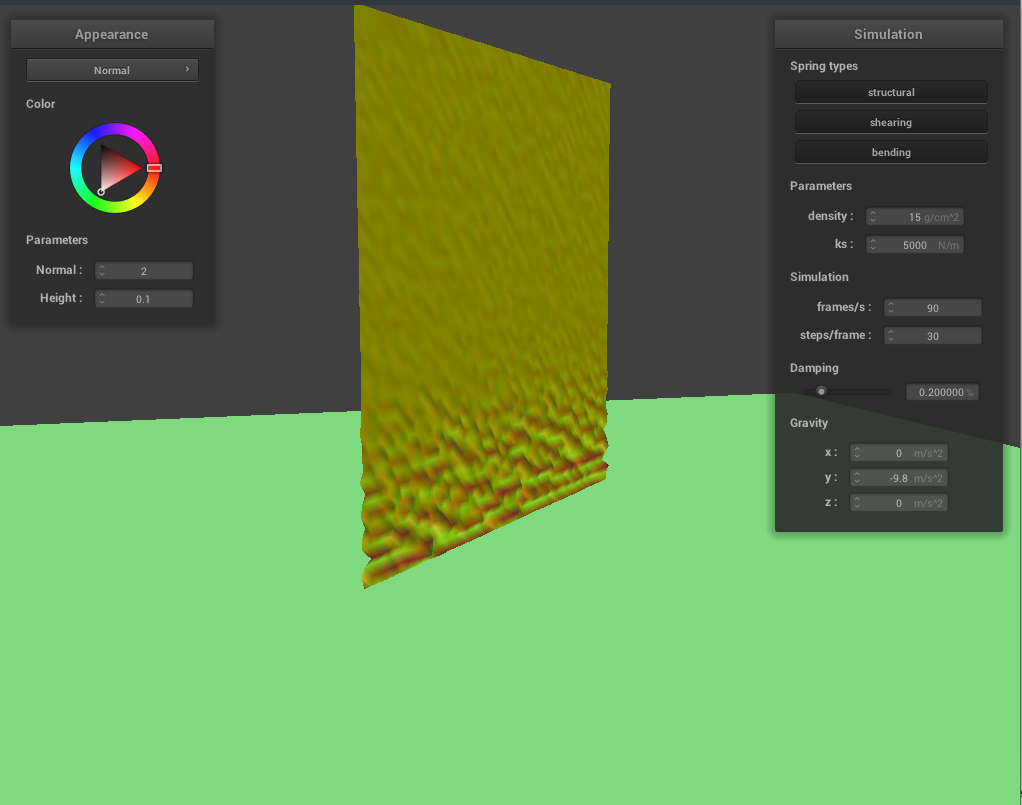 Appearance
Normal
Color
Parameters
Normal : 2
Height : 0.1
Simulation
Spring types
structural
shearing
bending
Parameters
density : 15 g/cm^2
ks : 5000 N/m
Simulation
frames/s : 90
steps/frame : 30
Damping
0.200000 %
Gravity
x : 0 m/s^2
y : -9.8 m/s^2
z : 0 m/s^2